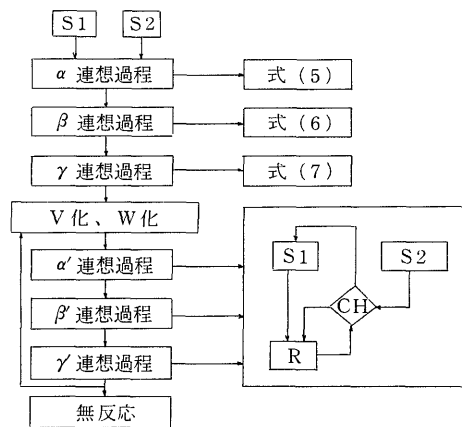 S1 S2
α 連想過程 式(5)
β 連想過程 式(6)
γ 連想過程 式(7)
V化、W化
α′連想過程
β′連想過程
γ′連想過程
無反応
S1 S2
CH
R